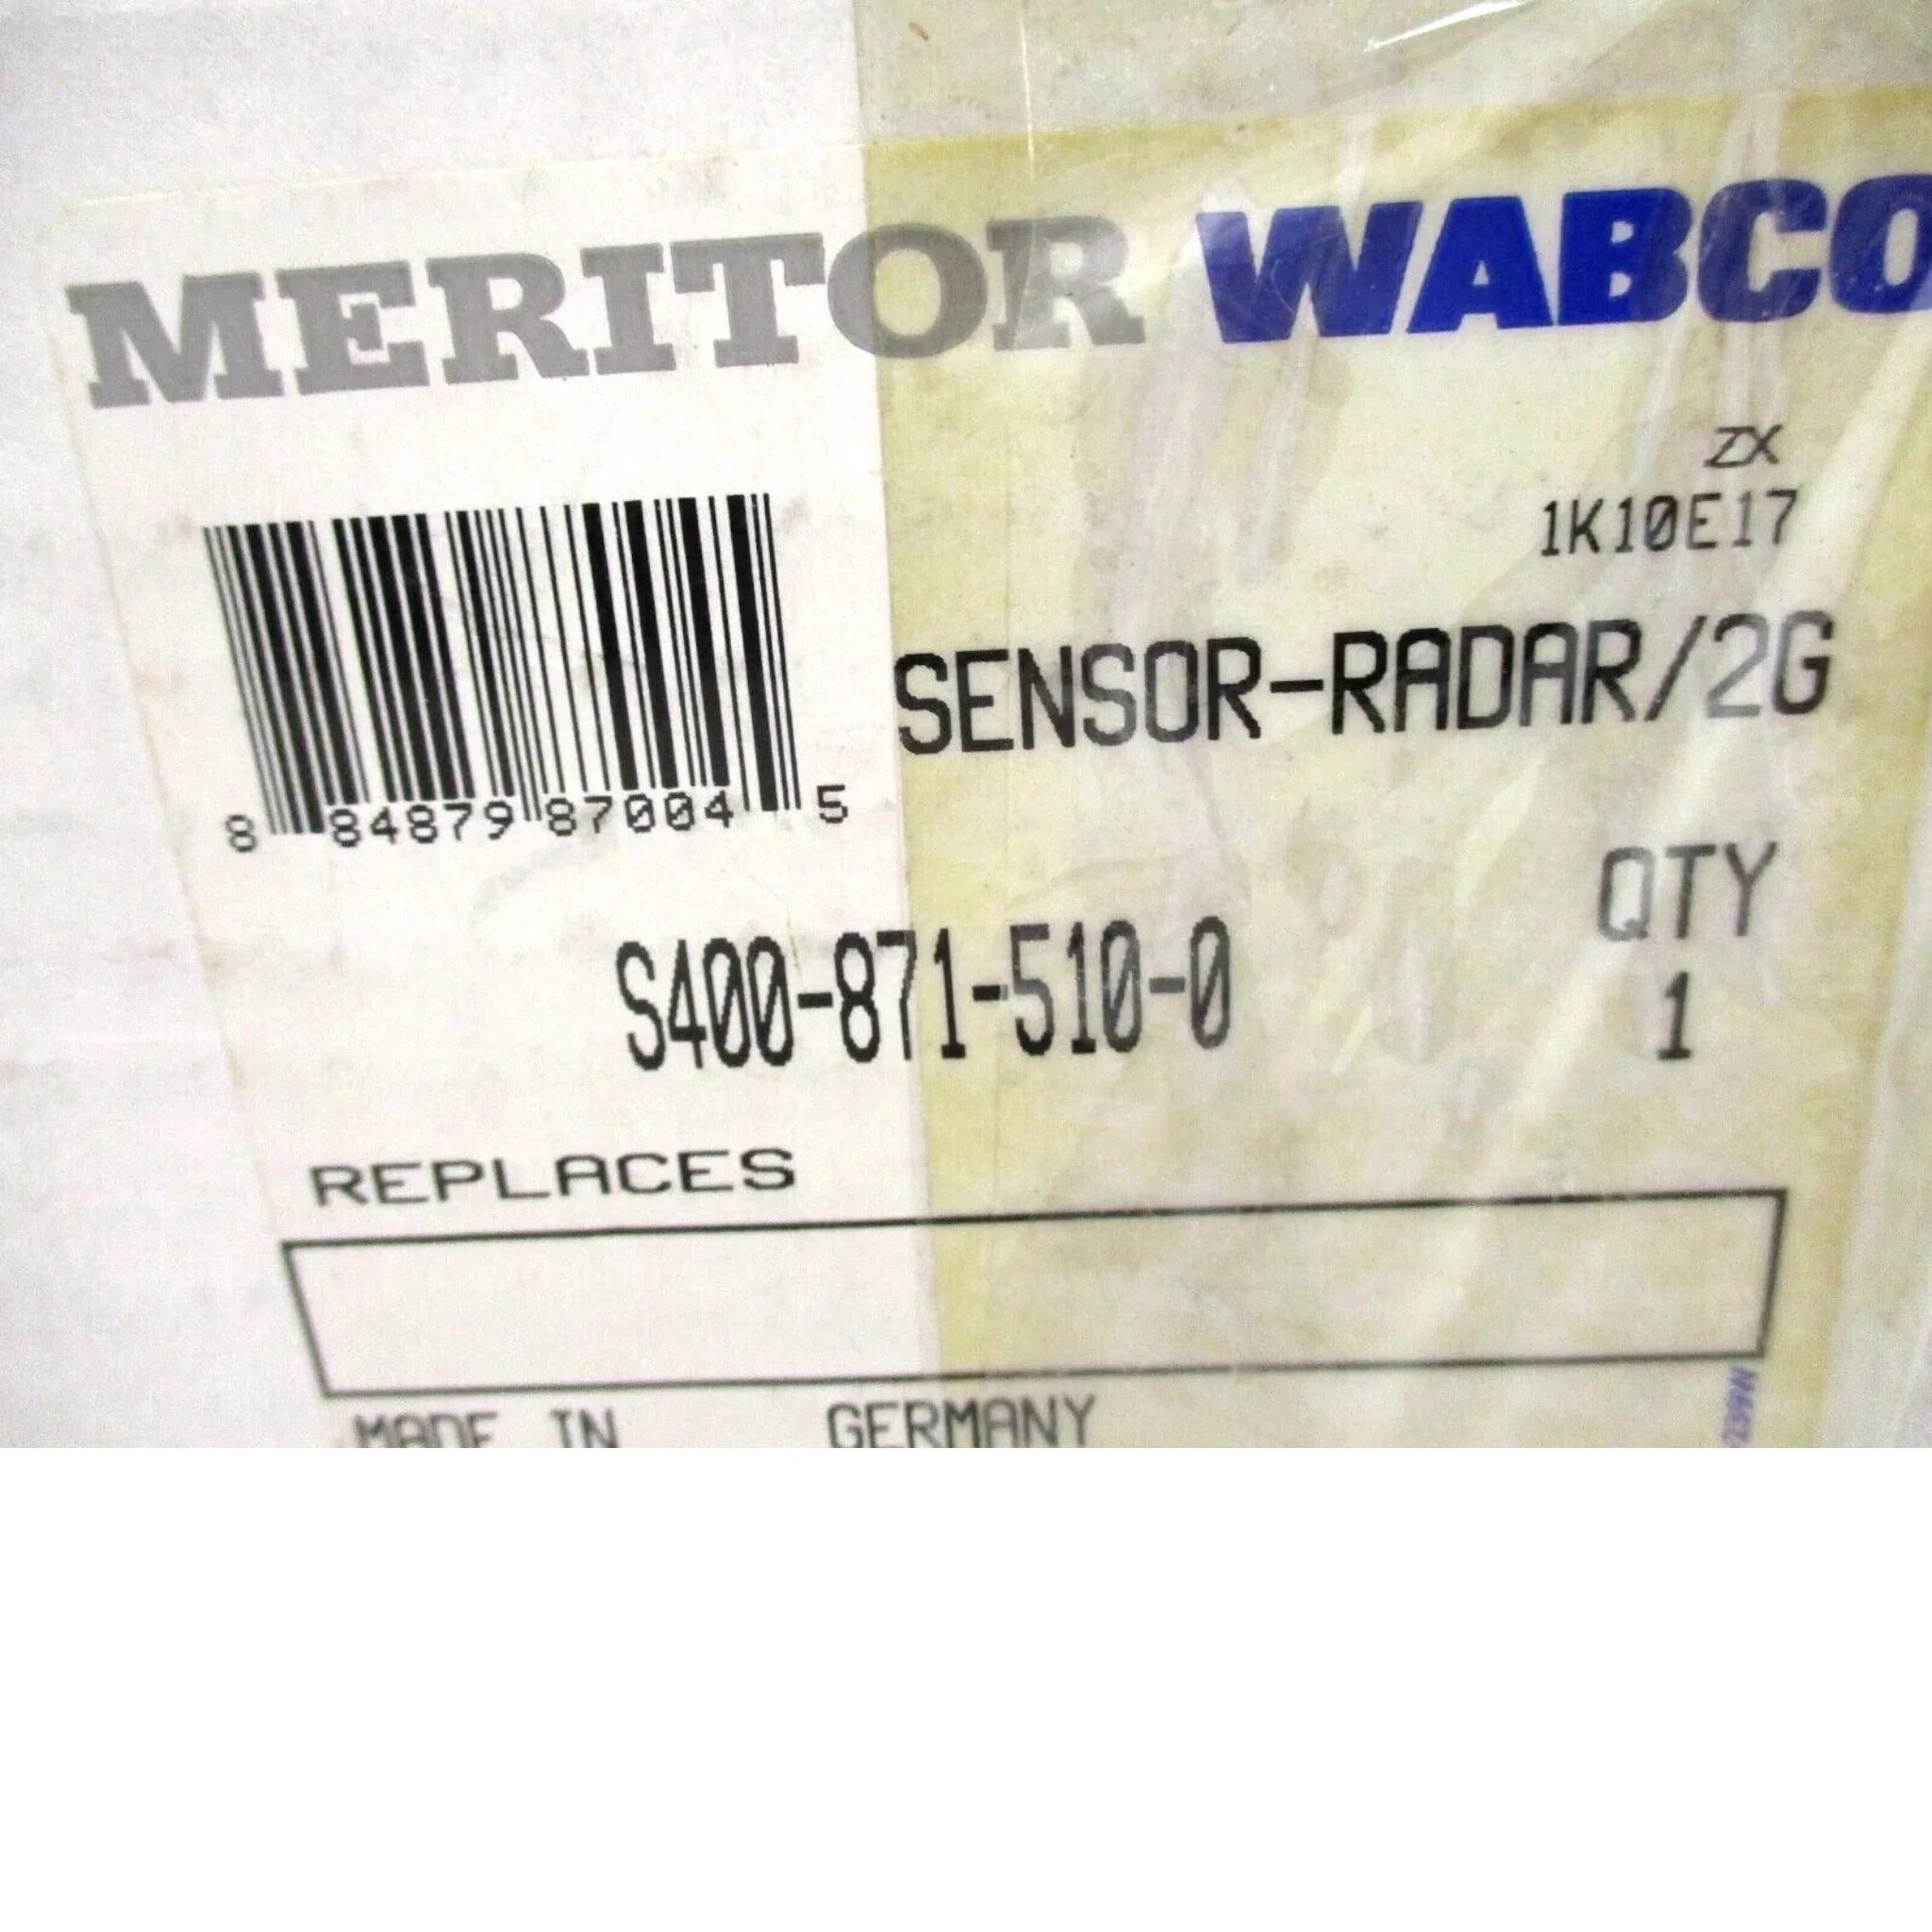 MERITOR WABCO
ZX
1K10E17
SENSOR-RADAR/2G
8 84879 87004 5
QTY
S400-871-510-0
1
REPLACES
MADE IN GERMANY